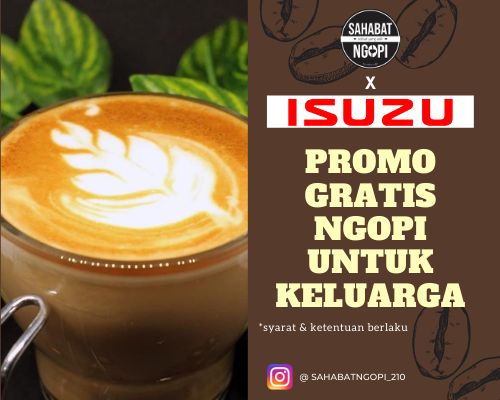 SAHABAT
NGOPI
X
ISUZU
PROMO
GRATIS
NGOPI
UNTUK
KELUARGA
*syarat & ketentuan berlaku
@ SAHABATNGOPI_210